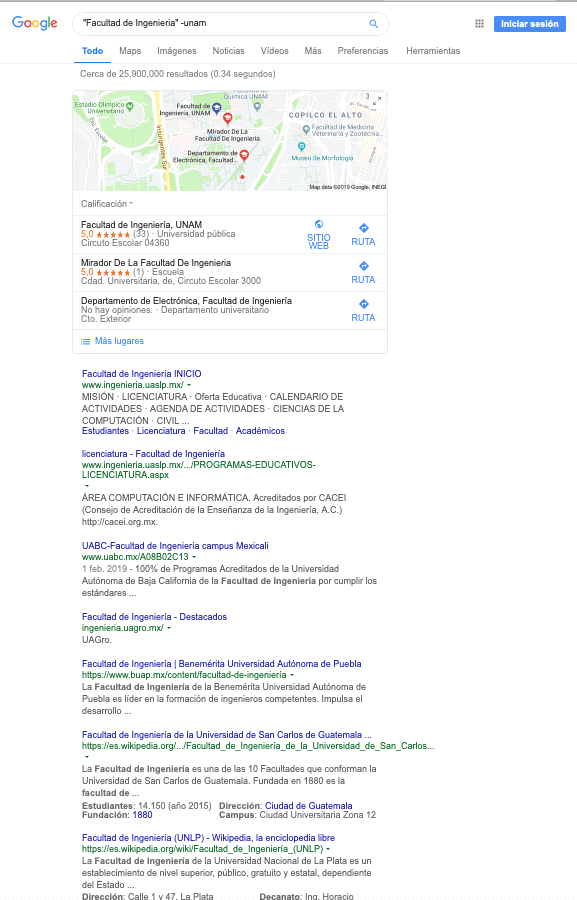 Google
"Facultad de Ingenieria" -unam
Iniciar sesión
Todo Maps Imágenes Noticias Vídeos Más Preferencias Herramientas
Cerca de 25,900,000 resultados (0.34 segundos)
Estadio Olímpico
Universitario
Facultad de
Ingeniería, UNAM
Química UNAM
COPILCO EL ALTO
Mirador De La
Facultad De Ingenieria
Facultad de Medicina
Veterinaria y Zootecnia...
Departamento de
Electrónica, Facultad...
Museo de Morfología
Insurgentes Sur
Map data ©2019 Google, INEGI
Calificación
Facultad de Ingeniería, UNAM
5,0 (33) · Universidad pública
Circuto Escolar 04360
SITIO
WEB
RUTA
Mirador De La Facultad De Ingenieria
5,0 (1) · Escuela
Cdad. Universitaria, de, Circuito Escolar 3000
RUTA
Departamento de Electrónica, Facultad de Ingeniería
No hay opiniones. · Departamento universitario
Cto. Exterior
RUTA
Más lugares
Facultad de Ingeniería INICIO
www.ingenieria.uaslp.mx/
MISIÓN · LICENCIATURA · Oferta Educativa · CALENDARIO DE
ACTIVIDADES · AGENDA DE ACTIVIDADES · CIENCIAS DE LA
COMPUTACIÓN · CIVIL ...
Estudiantes · Licenciatura · Facultad · Académicos
licenciatura - Facultad de Ingeniería
www.ingenieria.uaslp.mx/.../PROGRAMAS-EDUCATIVOS-
LICENCIATURA.aspx
ÁREA COMPUTACIÓN E INFORMÁTICA. Acreditados por CACEI
(Consejo de Acreditación de la Enseñanza de la Ingeniería, A.C.)
http://cacei.org.mx.
UABC-Facultad de Ingeniería campus Mexicali
www.uabc.mx/A08B02C13
1 feb. 2019 - 100% de Programas Acreditados de la Universidad
Autónoma de Baja California de la Facultad de Ingeniería por cumplir los
estándares ...
Facultad de Ingeniería - Destacados
ingenieria.uagro.mx/
UAGro.
Facultad de Ingeniería | Benemérita Universidad Autónoma de Puebla
https://www.buap.mx/content/facultad-de-ingeniería
La Facultad de Ingeniería de la Benemérita Universidad Autónoma de
Puebla es líder en la formación de ingenieros competentes. Impulsa el
desarrollo ...
Facultad de Ingeniería de la Universidad de San Carlos de Guatemala ...
https://es.wikipedia.org/.../Facultad_de_Ingeniería_de_la_Universidad_de_San_Carlos...
La Facultad de Ingeniería es una de las 10 Facultades que conforman la
Universidad de San Carlos de Guatemala. Fundada en 1880 es la
facultad de ...
Estudiantes: 14.150 (año 2015) Dirección: Ciudad de Guatemala
Fundación: 1880 Campus: Ciudad Universitaria Zona 12
Facultad de Ingeniería (UNLP) - Wikipedia, la enciclopedia libre
https://es.wikipedia.org/wiki/Facultad_de_Ingeniería_(UNLP)
La Facultad de Ingeniería de la Universidad Nacional de La Plata es un
establecimiento de nivel superior, público, gratuito y estatal, dependiente
del Estado ...
Dirección: Calle 1 y 47, La Plata Decanato: Ing. Horacio